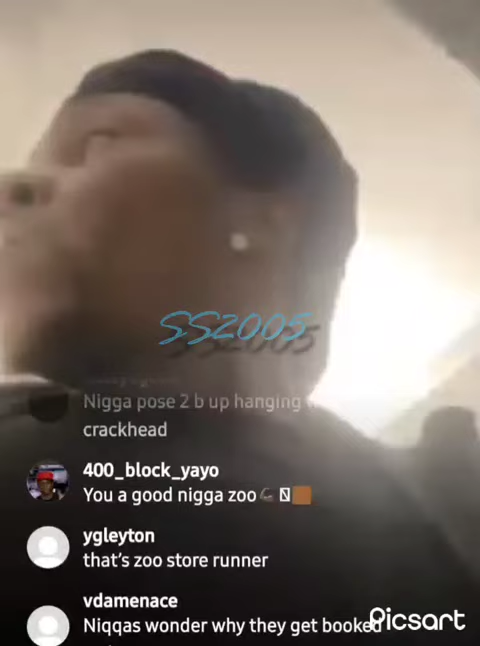 SS2005
Nigga pose 2 b up hanging
crackhead
400_block_yayo
You a good nigga zoo
ygleyton
that's zoo store runner
vdamenace
Niqqas wonder why they get booked
Picsart